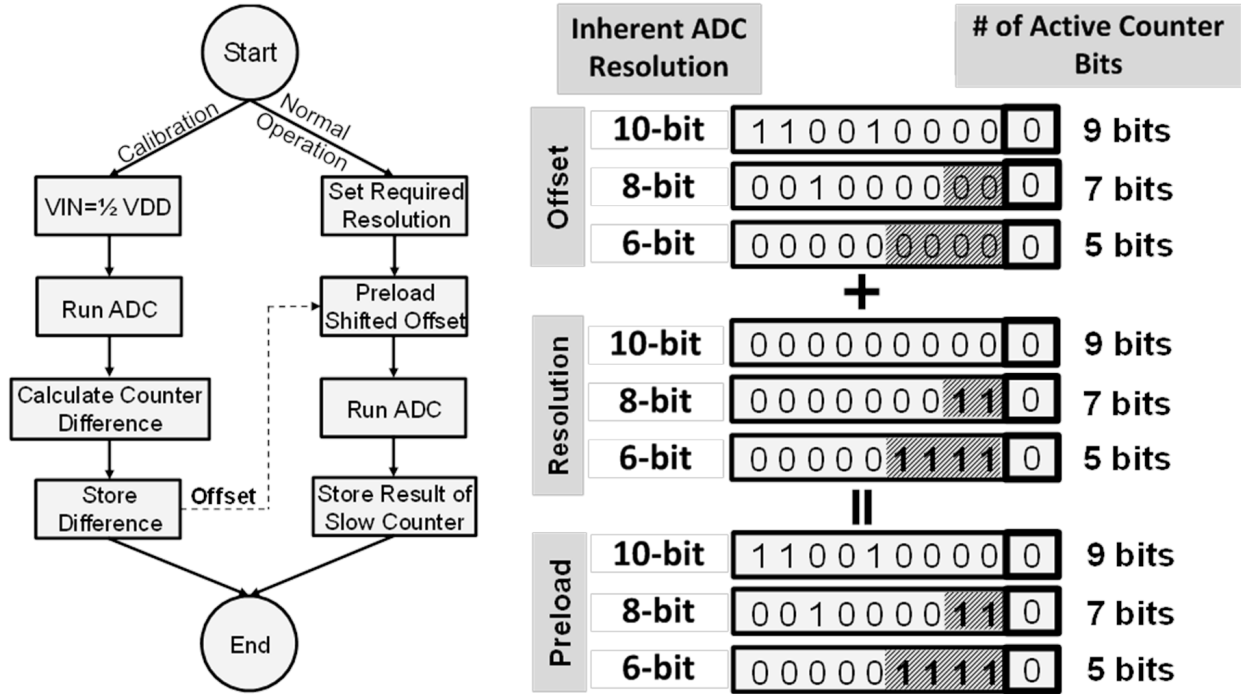 Start
Calibration
Normal
Operation
VIN=½ VDD
Run ADC
Calculate Counter
Difference
Store
Difference
Offset
Set Required
Resolution
Preload
Shifted Offset
Run ADC
Store Result of
Slow Counter
End
Inherent ADC
Resolution
# of Active Counter
Bits
Offset
10-bit 1 1 0 0 1 0 0 0 0 0 9 bits
8-bit 0 0 1 0 0 0 0 0 0 0 7 bits
6-bit 0 0 0 0 0 0 0 0 0 0 5 bits
+
Resolution
10-bit 0 0 0 0 0 0 0 0 0 0 9 bits
8-bit 0 0 0 0 0 0 0 1 1 0 7 bits
6-bit 0 0 0 0 0 1 1 1 1 0 5 bits
=
Preload
10-bit 1 1 0 0 1 0 0 0 0 0 9 bits
8-bit 0 0 1 0 0 0 0 1 1 0 7 bits
6-bit 0 0 0 0 0 1 1 1 1 0 5 bits